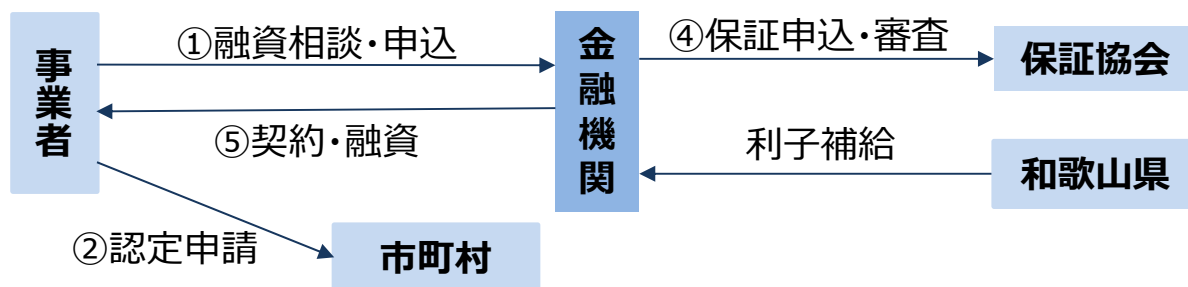 ①融資相談・申込
④保証申込・審査
事業者
金融機関
保証協会
⑤契約・融資
利子補給
和歌山県
②認定申請
市町村